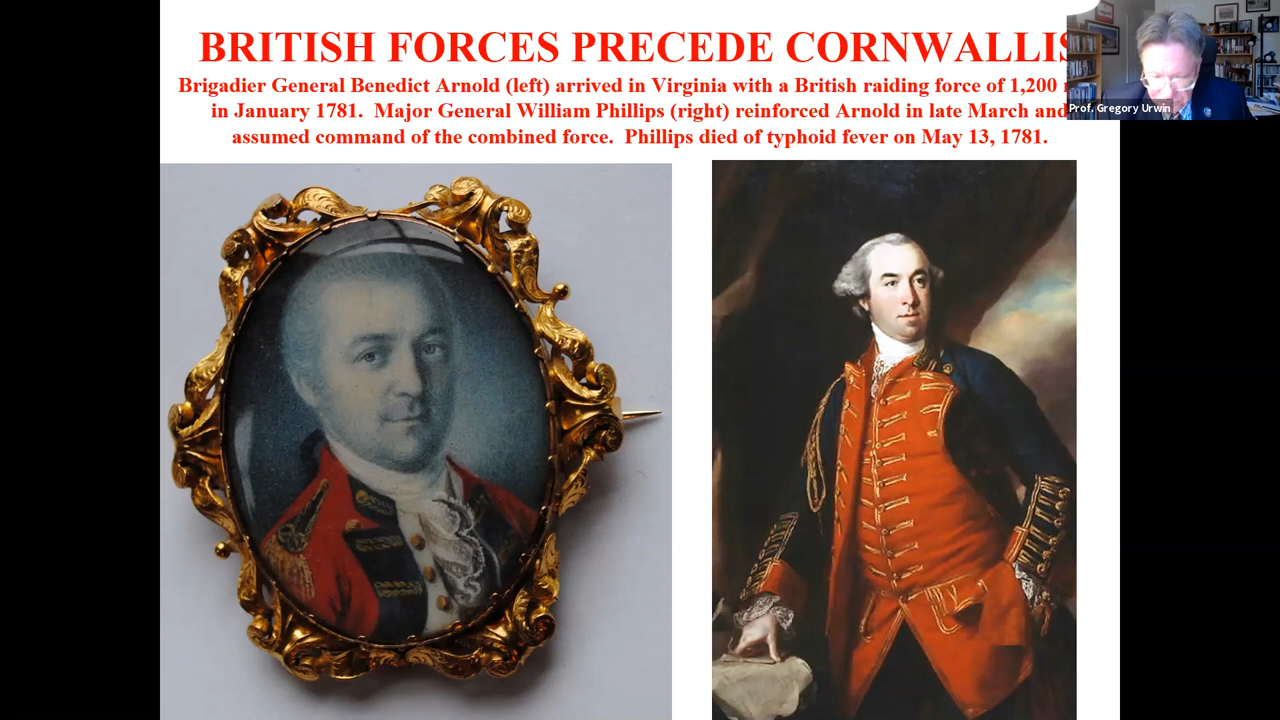 BRITISH FORCES PRECEDE CORNWALLIS
Brigadier General Benedict Arnold (left) arrived in Virginia with a British raiding force of 1,200
in January 1781. Major General William Phillips (right) reinforced Arnold in late March and
assumed command of the combined force. Phillips died of typhoid fever on May 13, 1781.
Prof. Gregory Urwin